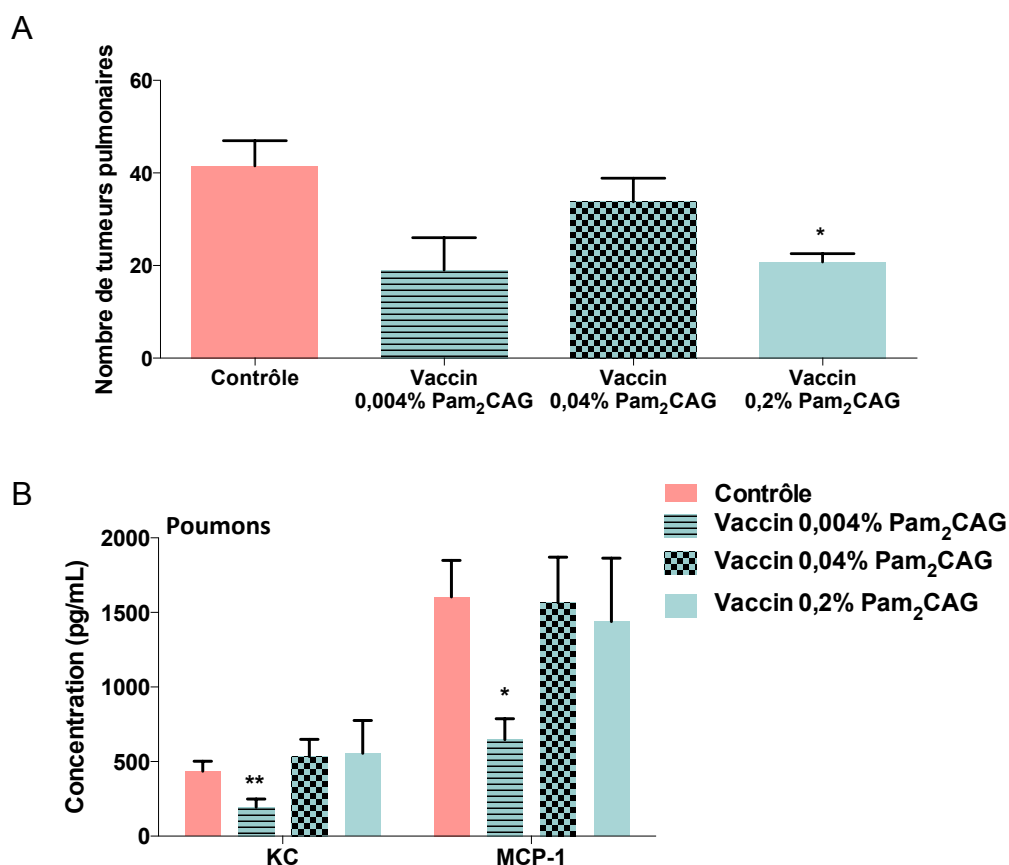 A
Nombre de tumeurs pulmonaires
60
40
20
0
*
Contrôle
Vaccin
0,004% Pam₂CAG
Vaccin
0,04% Pam₂CAG
Vaccin
0,2% Pam₂CAG
B
Poumons
Concentration (pg/mL)
2000
1500
1000
500
0
**
*
KC
MCP-1
Contrôle
Vaccin 0,004% Pam₂CAG
Vaccin 0,04% Pam₂CAG
Vaccin 0,2% Pam₂CAG